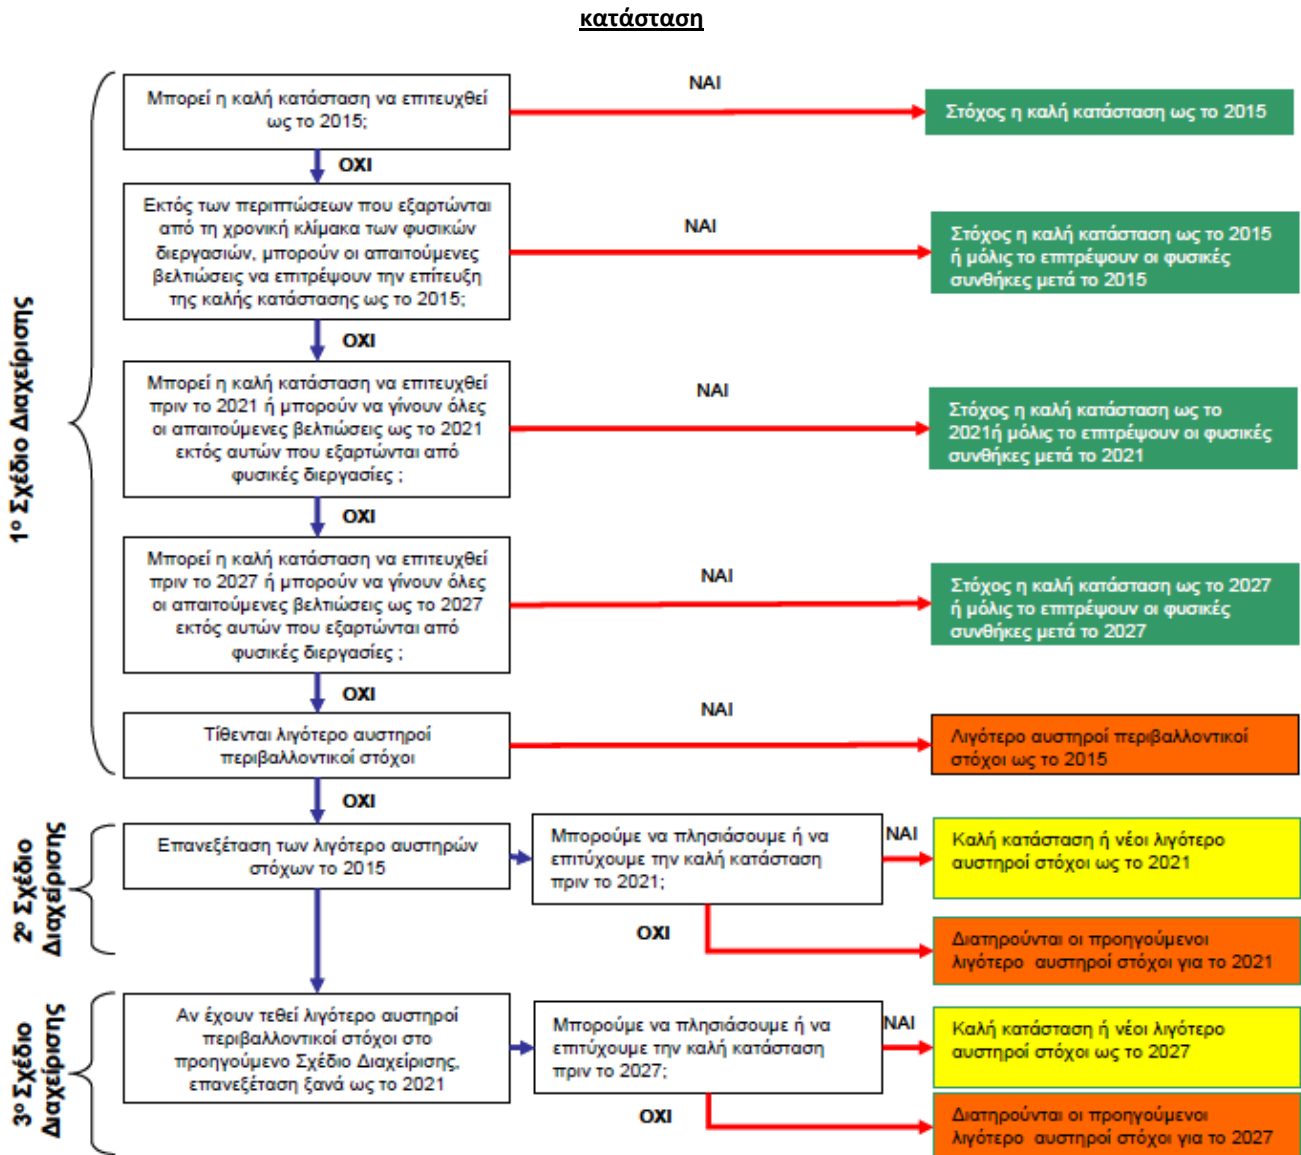 κατάσταση
1º Σχέδιο Διαχείρισης
Μπορεί η καλή κατάσταση να επιτευχθεί
ως το 2015;
ΝΑΙ
Στόχος η καλή κατάσταση ως το 2015
ΟΧΙ
Εκτός των περιπτώσεων που εξαρτώνται
από τη χρονική κλίμακα των φυσικών
διεργασιών, μπορούν οι απαιτούμενες
βελτιώσεις να επιτρέψουν την επίτευξη
της καλής κατάστασης ως το 2015;
ΝΑΙ
Στόχος η καλή κατάσταση ως το 2015
ή μόλις το επιτρέψουν οι φυσικές
συνθήκες μετά το 2015
ΟΧΙ
Μπορεί η καλή κατάσταση να επιτευχθεί
πριν το 2021 ή μπορούν να γίνουν όλες
οι απαιτούμενες βελτιώσεις ως το 2021
εκτός αυτών που εξαρτώνται από
φυσικές διεργασίες ;
ΝΑΙ
Στόχος η καλή κατάσταση ως το
2021ή μόλις το επιτρέψουν οι φυσικές
συνθήκες μετά το 2021
ΟΧΙ
Μπορεί η καλή κατάσταση να επιτευχθεί
πριν το 2027 ή μπορούν να γίνουν όλες
οι απαιτούμενες βελτιώσεις ως το 2027
εκτός αυτών που εξαρτώνται από
φυσικές διεργασίες ;
ΝΑΙ
Στόχος η καλή κατάσταση ως το 2027
ή μόλις το επιτρέψουν οι φυσικές
συνθήκες μετά το 2027
ΟΧΙ
Τίθενται λιγότερο αυστηροί
περιβαλλοντικοί στόχοι
ΝΑΙ
Λιγότερο αυστηροί περιβαλλοντικοί
στόχοι ως το 2015
ΟΧΙ
2º Σχέδιο
Διαχείρισης
Επανεξέταση των λιγότερο αυστηρών
στόχων το 2015
Μπορούμε να πλησιάσουμε ή να
επιτύχουμε την καλή κατάσταση
πριν το 2021;
ΝΑΙ
Καλή κατάσταση ή νέοι λιγότερο
αυστηροί στόχοι ως το 2021
ΟΧΙ
Διατηρούνται οι προηγούμενοι
λιγότερο αυστηροί στόχοι για το 2021
3º Σχέδιο
Διαχείρισης
Αν έχουν τεθεί λιγότερο αυστηροί
περιβαλλοντικοί στόχοι στο
προηγούμενο Σχέδιο Διαχείρισης,
επανεξέταση ξανά ως το 2021
Μπορούμε να πλησιάσουμε ή να
επιτύχουμε την καλή κατάσταση
πριν το 2027;
ΝΑΙ
Καλή κατάσταση ή νέοι λιγότερο
αυστηροί στόχοι ως το 2027
ΟΧΙ
Διατηρούνται οι προηγούμενοι
λιγότερο αυστηροί στόχοι για το 2027